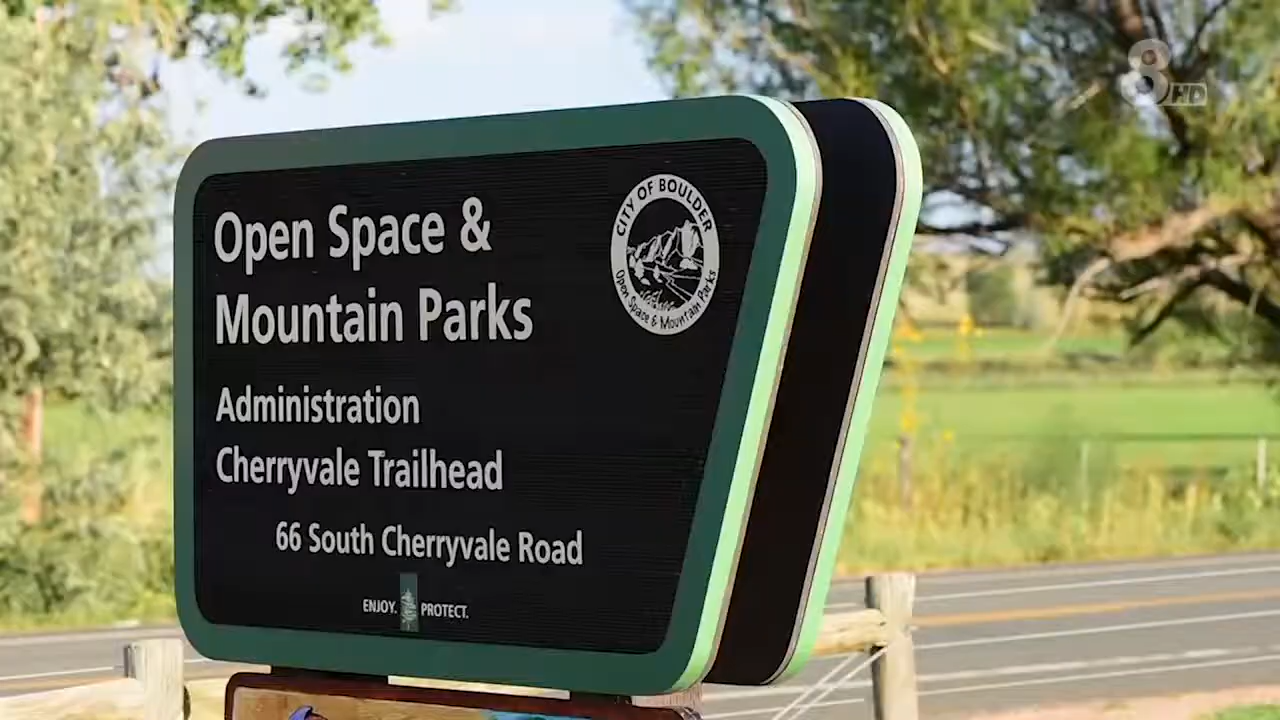 8HD
Open Space &
Mountain Parks
CITY OF BOULDER
Open Space & Mountain Parks
Administration
Cherryvale Trailhead
66 South Cherryvale Road
ENJOY. PROTECT.